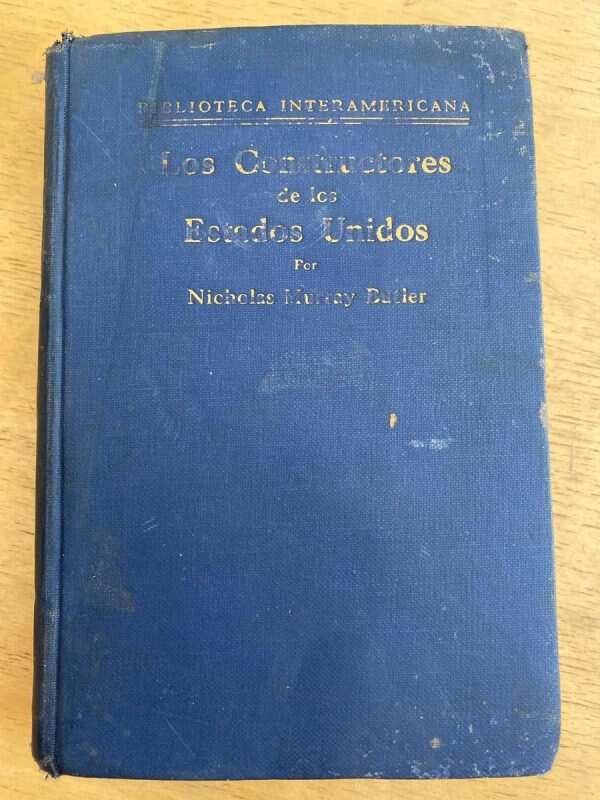 BIBLIOTECA INTERAMERICANA
Los Constructores
de los
Estados Unidos
Por
Nicholas Murray Butler